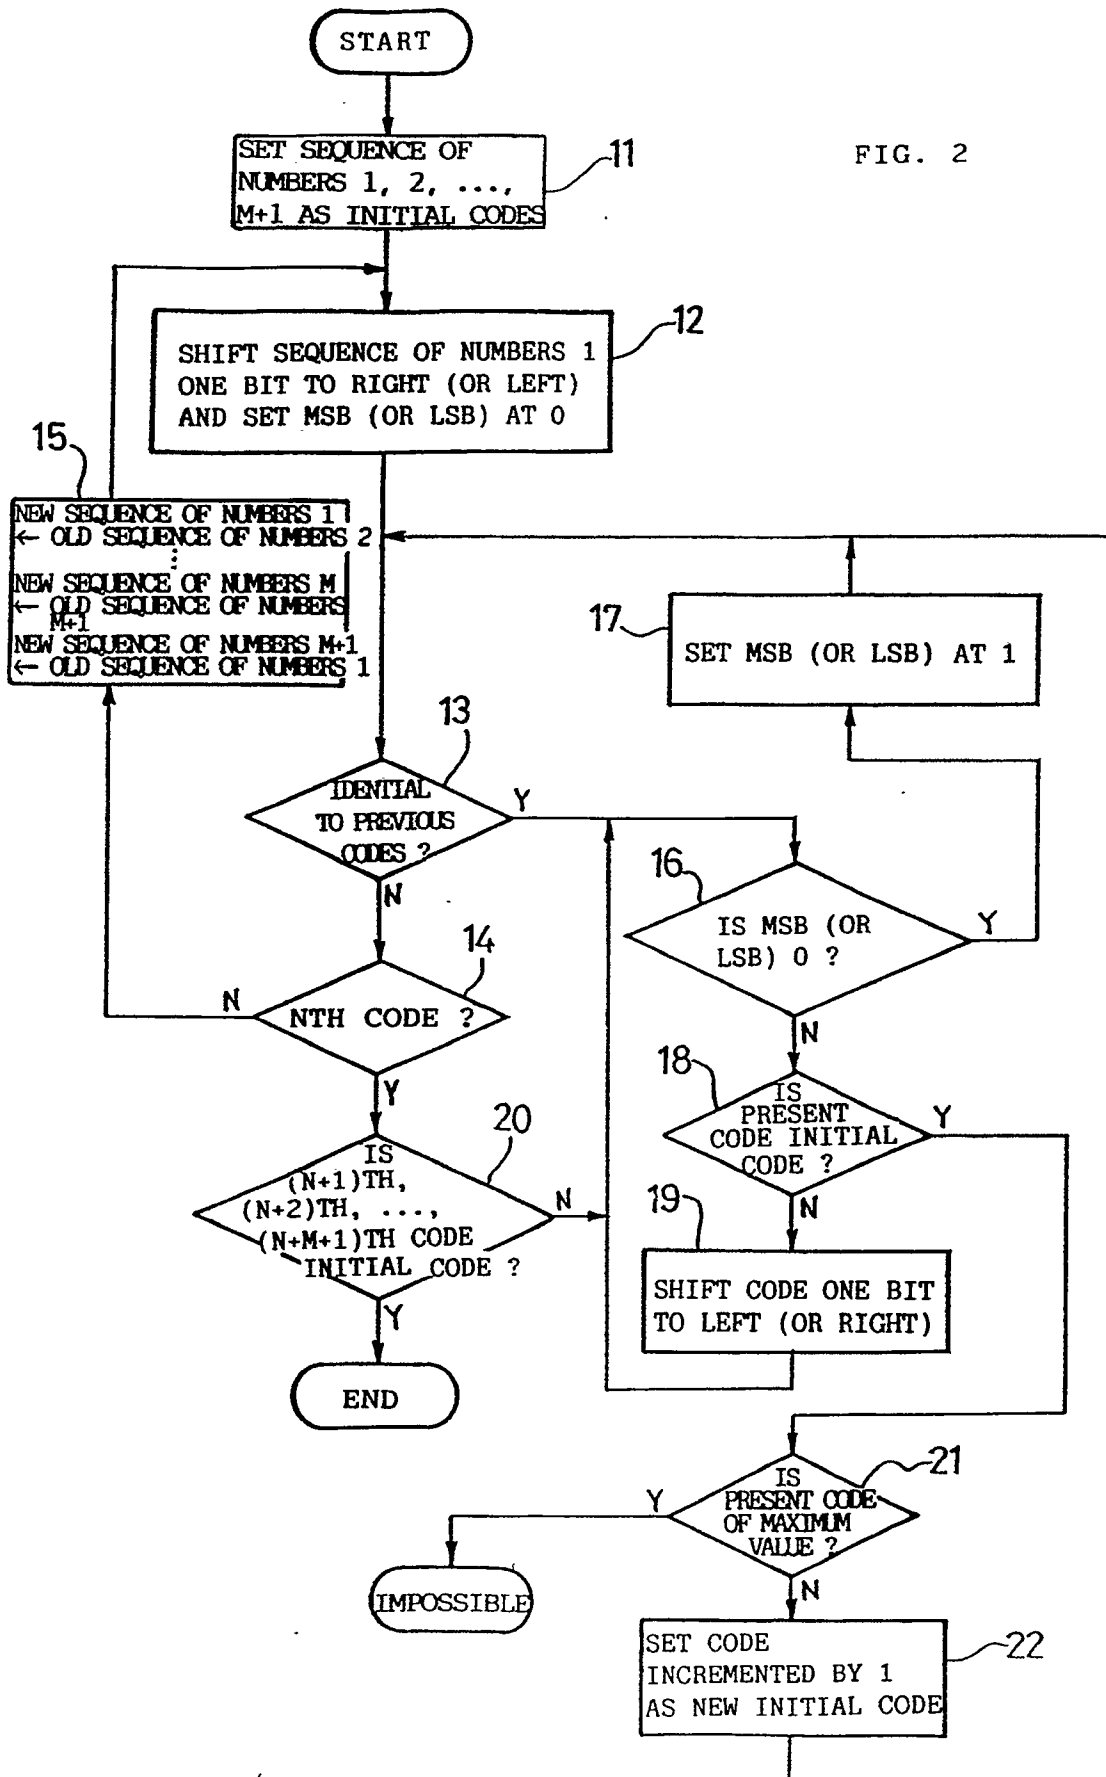 START
FIG. 2
SET SEQUENCE OF
NUMBERS 1, 2, ...,
M+1 AS INITIAL CODES
11
SHIFT SEQUENCE OF NUMBERS 1
ONE BIT TO RIGHT (OR LEFT)
AND SET MSB (OR LSB) AT 0
12
15
NEW SEQUENCE OF NUMBERS 1
← OLD SEQUENCE OF NUMBERS 2
⋮
NEW SEQUENCE OF NUMBERS M
← OLD SEQUENCE OF NUMBERS
M+1
NEW SEQUENCE OF NUMBERS M+1
← OLD SEQUENCE OF NUMBERS 1
17
SET MSB (OR LSB) AT 1
13
IDENTIAL
TO PREVIOUS
CODES ?
Y
N
16
IS MSB (OR
LSB) 0 ?
Y
N
14
NTH CODE ?
N
Y
18
IS
PRESENT
CODE INITIAL
CODE ?
Y
N
20
IS
(N+1)TH,
(N+2)TH, ...,
(N+M+1)TH CODE
INITIAL CODE ?
N
Y
19
SHIFT CODE ONE BIT
TO LEFT (OR RIGHT)
END
21
IS
PRESENT CODE
OF MAXIMUM
VALUE ?
Y
N
IMPOSSIBLE
SET CODE
INCREMENTED BY 1
AS NEW INITIAL CODE
22